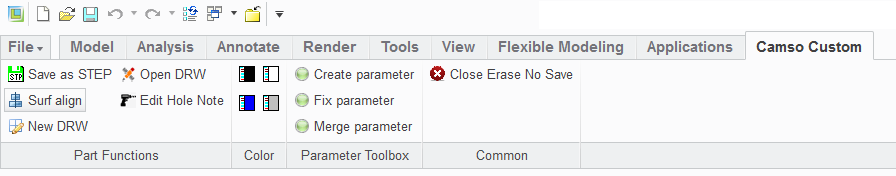 File Model Analysis Annotate Render Tools View Flexible Modeling Applications Camso Custom
STP Save as STEP Open DRW Create parameter Close Erase No Save
Surf align Edit Hole Note Fix parameter
New DRW Merge parameter
Part Functions Color Parameter Toolbox Common